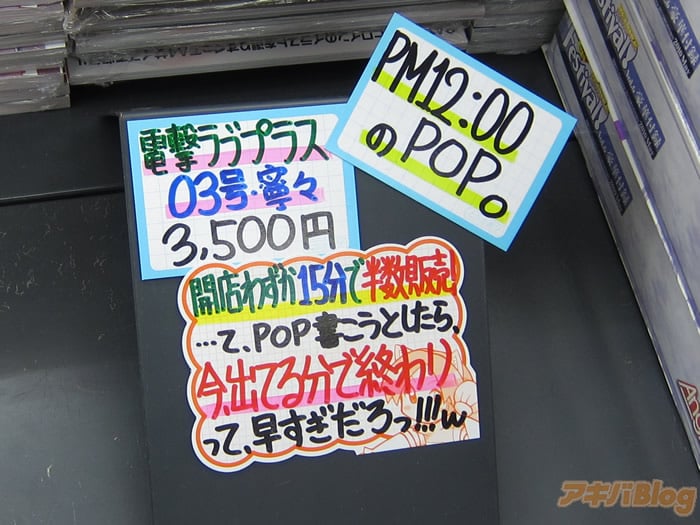 電撃ラブプラス
03号・寧々
3,500円
PM12:00
のPOP。
開店わずか15分で半数販売!
…て、POP書こうとしたら、
今、出てる分で終わり
って、早すぎだろっ!!!w
アキバBlog